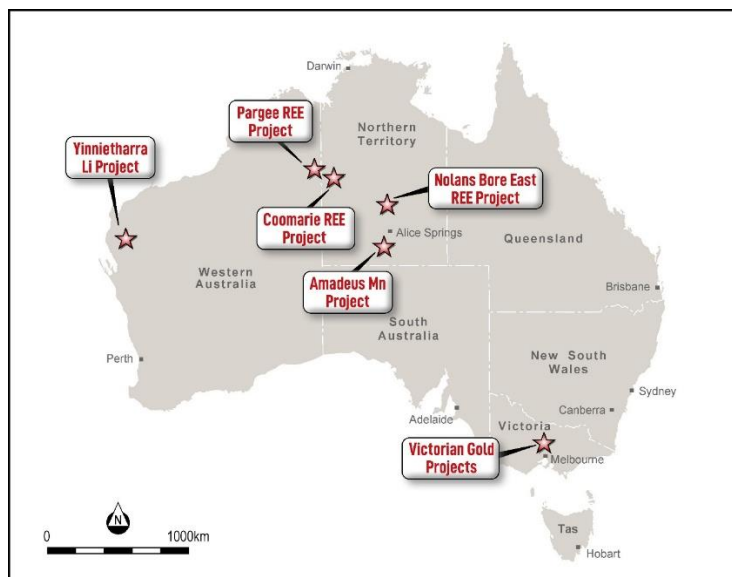 Darwin
Pargee REE
Project
Northern
Territory
Yinnietharra
Li Project
Nolans Bore East
REE Project
Coomarie REE
Project
Alice Springs
Queensland
Western
Australia
Amadeus Mn
Project
Brisbane
South
Australia
Perth
New South
Wales
Sydney
Adelaide
Canberra
Victoria
Victorian Gold
Projects
Melbourne
N
0 1000km
Tas
Hobart